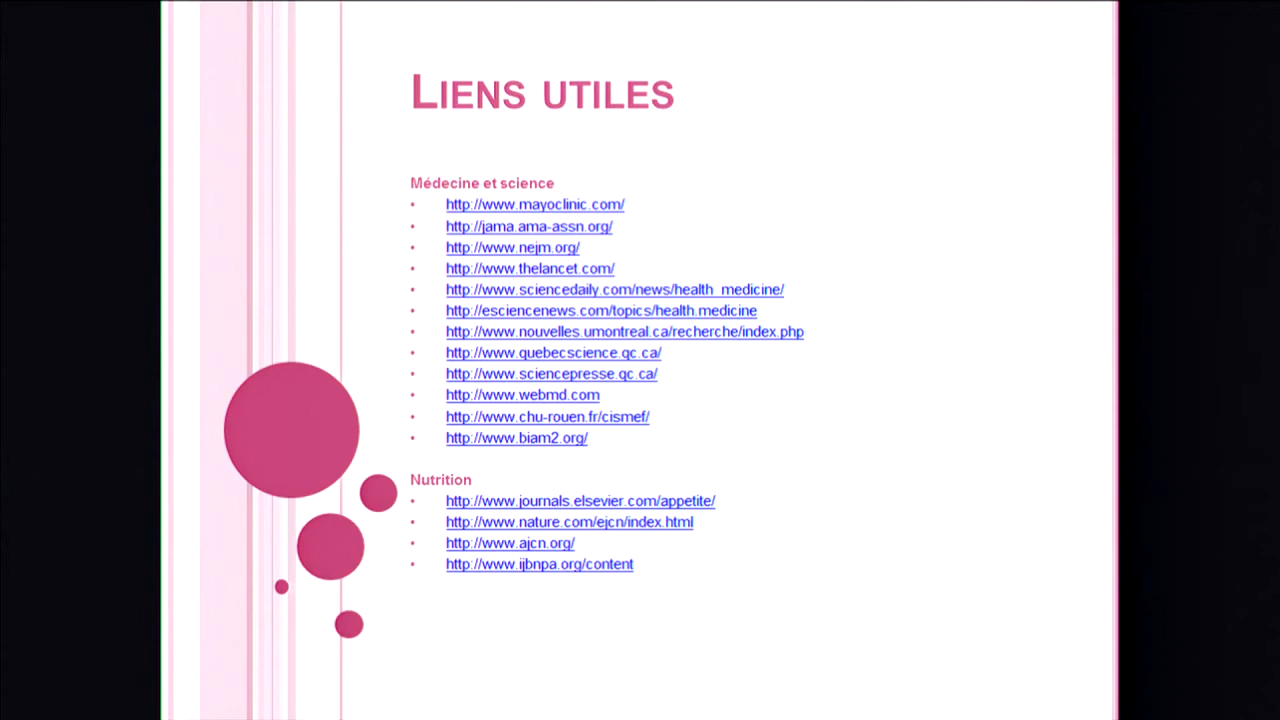 LIENS UTILES
Médecine et science
• http://www.mayoclinic.com/
• http://jama.ama-assn.org/
• http://www.nejm.org/
• http://www.thelancet.com/
• http://www.sciencedaily.com/news/health_medicine/
• http://esciencenews.com/topics/health.medicine
• http://www.nouvelles.umontreal.ca/recherche/index.php
• http://www.quebecscience.qc.ca/
• http://www.sciencepresse.qc.ca/
• http://www.webmd.com
• http://www.chu-rouen.fr/cismef/
• http://www.biam2.org/
Nutrition
• http://www.journals.elsevier.com/appetite/
• http://www.nature.com/ejcn/index.html
• http://www.ajcn.org/
• http://www.ijbnpa.org/content